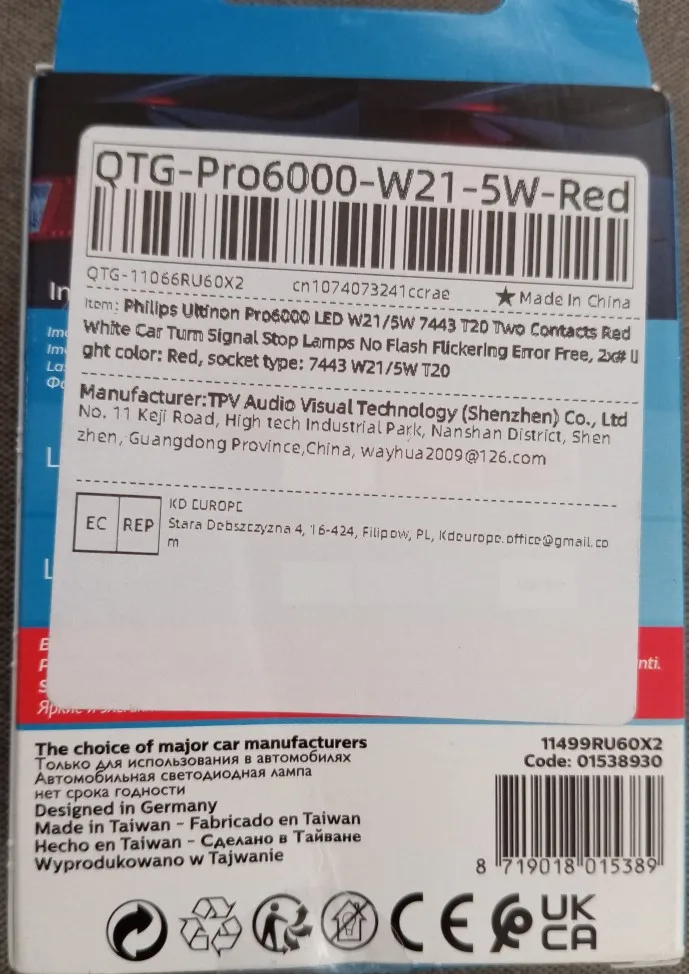 QTG-Pro6000-W21-5W-Red
QTG-11066RU60X2 cn1074073241ccrae ★ Made In China
Item: Philips Ultinon Pro6000 LED W21/5W 7443 T20 Two Contacts Red
White Car Turn Signal Stop Lamps No Flash Flickering Error Free, 2x# li
ght color: Red, socket type: 7443 W21/5W T20
Manufacturer:TPV Audio Visual Technology (Shenzhen) Co., Ltd
No. 11 Keji Road, High tech Industrial Park, Nanshan District, Shen
zhen, Guangdong Province,China, wayhua2009@126.com
EC REP
KD EUROPE
Stara Debszczyzna 4, 16-424, Filipow, PL, Kdeurope.office@gmail.co
m
nti.
The choice of major car manufacturers
Только для использования в автомобилях
Автомобильная светодиодная лампа
нет срока годности
Designed in Germany
Made in Taiwan - Fabricado en Taiwan
Hecho en Taiwan - Сделано в Тайване
Wyprodukowano w Tajwanie
11499RU60X2
Code: 01538930
8 719018 015389
CE
UK
CA